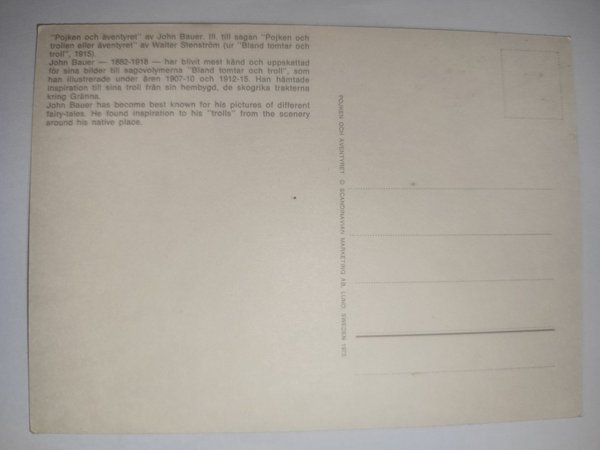 "Pojken och äventyret" av John Bauer. Ill. till sagan "Pojken och
trollen eller äventyret" av Walter Stenström (ur "Bland tomtar och
troll", 1915).
John Bauer — 1882-1918 — har blivit mest känd och uppskattad
för sina bilder till sagovolymerna "Bland tomtar och troll", som
han illustrerade under åren 1907-10 och 1912-15. Han hämtade
inspiration till sina troll från sin hembygd, de skogrika trakterna
kring Gränna.
John Bauer has become best known for his pictures of different
fairy-tales. He found inspiration to his "trolls" from the scenery
around his native place.
POJKEN OCH ÄVENTYRET: © SCANDINAVIAN MARKETING AB, LUND, SWEDEN 1973.